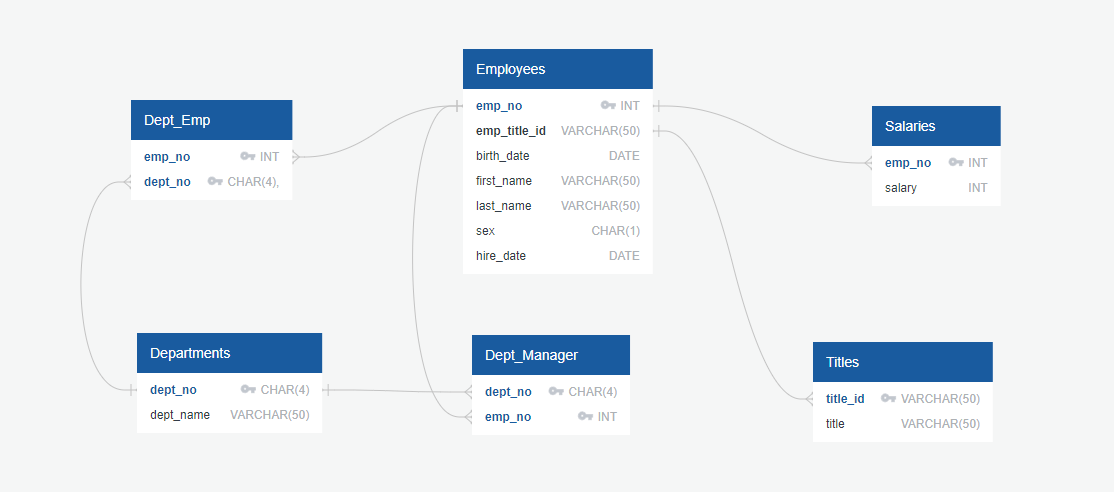 Employees
emp_no INT
emp_title_id VARCHAR(50)
birth_date DATE
first_name VARCHAR(50)
last_name VARCHAR(50)
sex CHAR(1)
hire_date DATE
Dept_Emp
emp_no INT
dept_no CHAR(4),
Salaries
emp_no INT
salary INT
Departments
dept_no CHAR(4)
dept_name VARCHAR(50)
Dept_Manager
dept_no CHAR(4)
emp_no INT
Titles
title_id VARCHAR(50)
title VARCHAR(50)